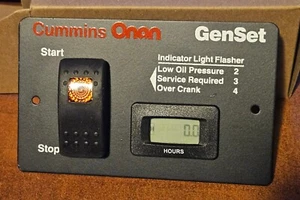 Cummins Onan GenSet
Start
Indicator Light Flasher
Low Oil Pressure 2
Service Required 3
Over Crank 4
0.0
Stop
HOURS